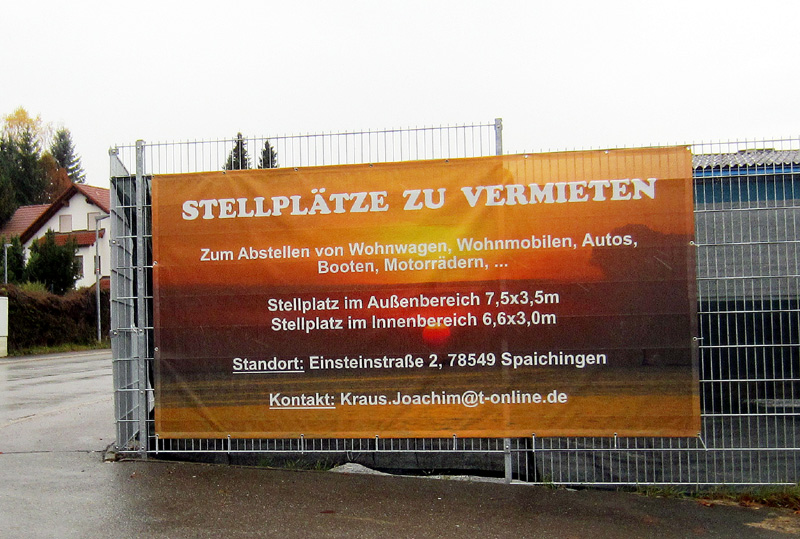 STELLPLÄTZE ZU VERMIETEN
Zum Abstellen von Wohnwagen, Wohnmobilen, Autos,
Booten, Motorrädern, ...
Stellplatz im Außenbereich 7,5x3,5m
Stellplatz im Innenbereich 6,6x3,0m
Standort: Einsteinstraße 2, 78549 Spaichingen
Kontakt: Kraus.Joachim@t-online.de